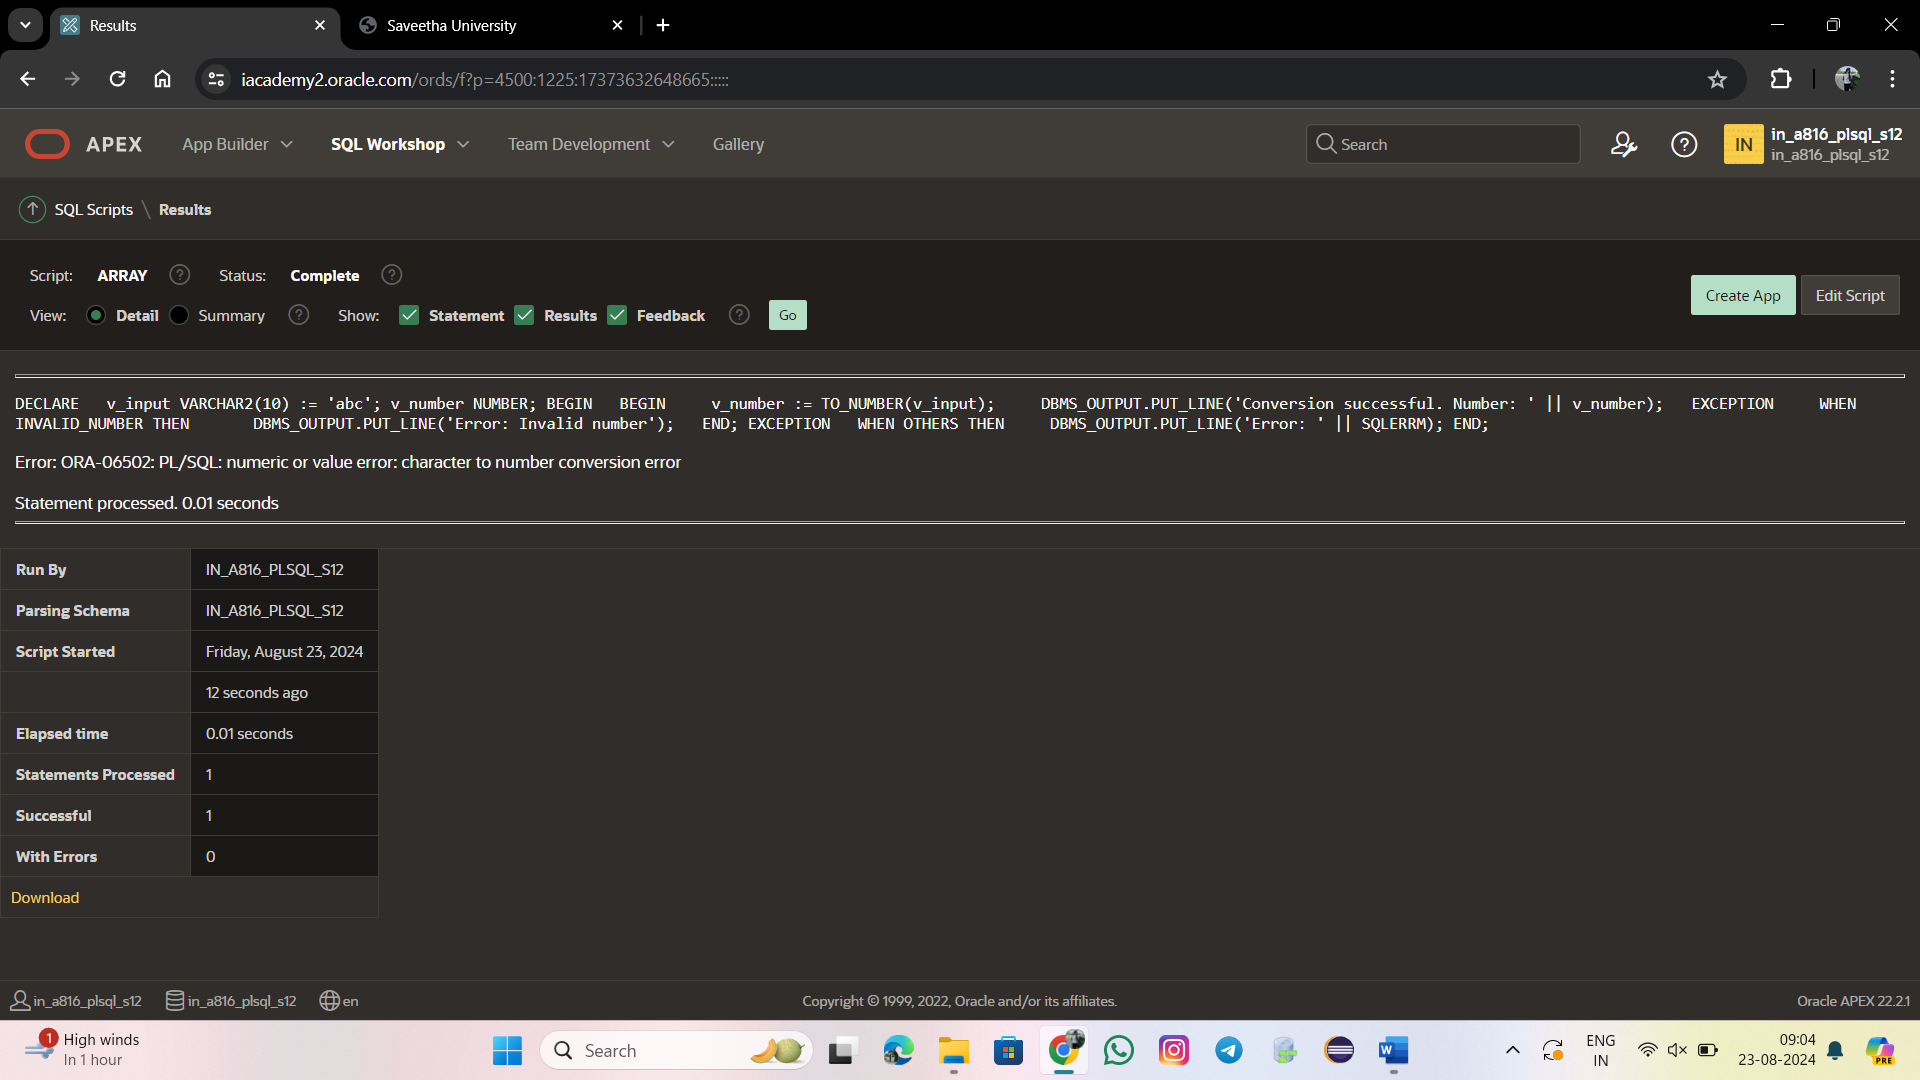 Results
Saveetha University
iacademy2.oracle.com/ords/f?p=4500:1225:17373632648665:::::
APEX App Builder SQL Workshop Team Development Gallery Search IN in_a816_plsql_s12
in_a816_plsql_s12
SQL Scripts \ Results
Script: ARRAY ? Status: Complete ?
View: Detail Summary ? Show: Statement Results Feedback ? Go
Create App Edit Script
DECLARE v_input VARCHAR2(10) := 'abc'; v_number NUMBER; BEGIN BEGIN v_number := TO_NUMBER(v_input); DBMS_OUTPUT.PUT_LINE('Conversion successful. Number: ' || v_number); EXCEPTION WHEN
INVALID_NUMBER THEN DBMS_OUTPUT.PUT_LINE('Error: Invalid number'); END; EXCEPTION WHEN OTHERS THEN DBMS_OUTPUT.PUT_LINE('Error: ' || SQLERRM); END;
Error: ORA-06502: PL/SQL: numeric or value error: character to number conversion error
Statement processed. 0.01 seconds
Run By IN_A816_PLSQL_S12
Parsing Schema IN_A816_PLSQL_S12
Script Started Friday, August 23, 2024
12 seconds ago
Elapsed time 0.01 seconds
Statements Processed 1
Successful 1
With Errors 0
Download
in_a816_plsql_s12 in_a816_plsql_s12 en Copyright © 1999, 2022, Oracle and/or its affiliates. Oracle APEX 22.2.1
1 High winds
In 1 hour
Search
ENG
IN
09:04
23-08-2024
PRE